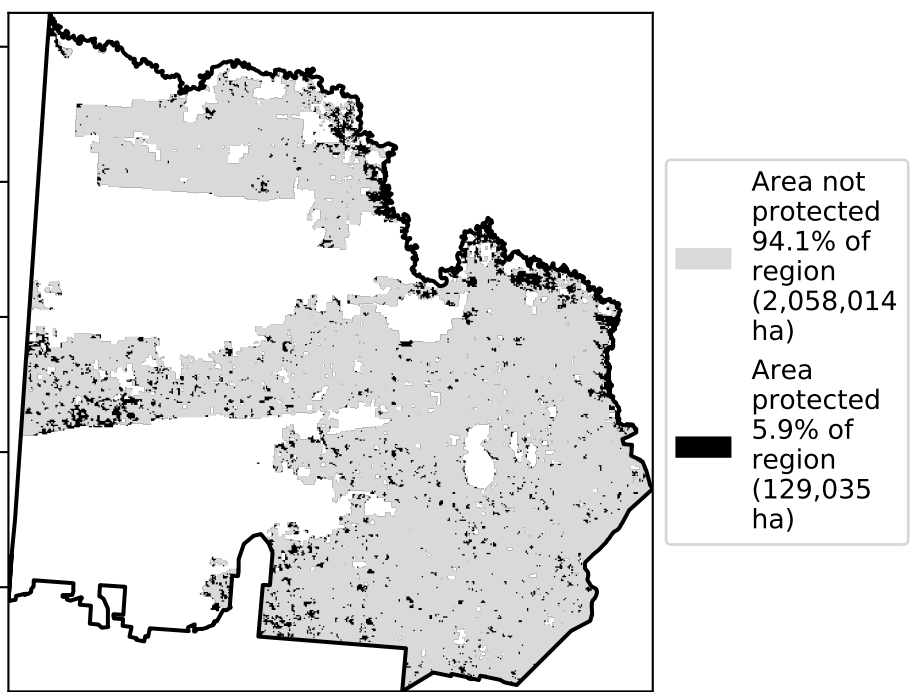 Area not
protected
94.1% of
region
(2,058,014
ha)
Area
protected
5.9% of
region
(129,035
ha)